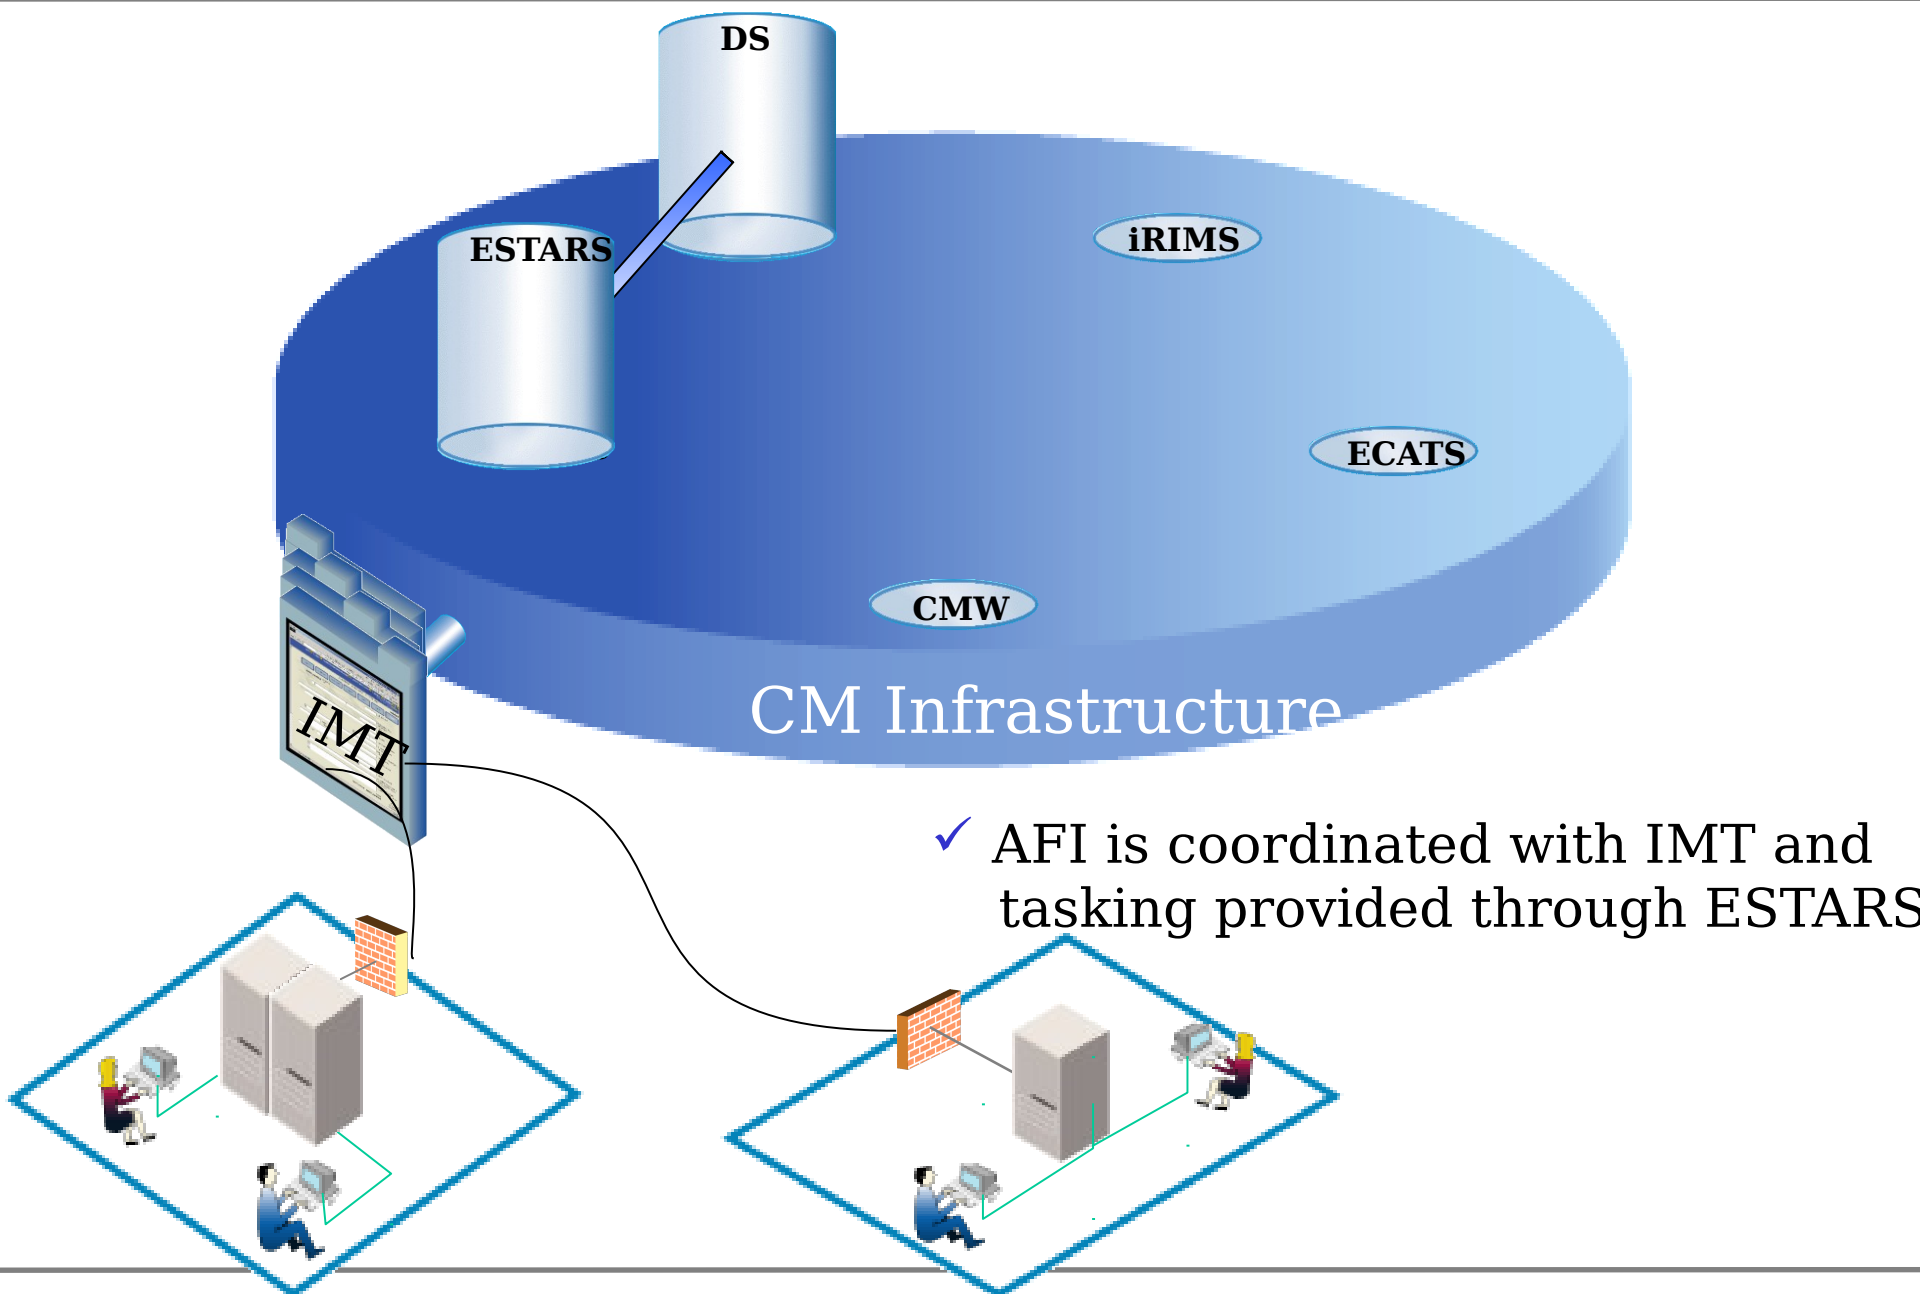 DS
ESTARS
iRIMS
ECATS
CMW
CM Infrastructure
IMT
✓ AFI is coordinated with IMT and
tasking provided through ESTARS